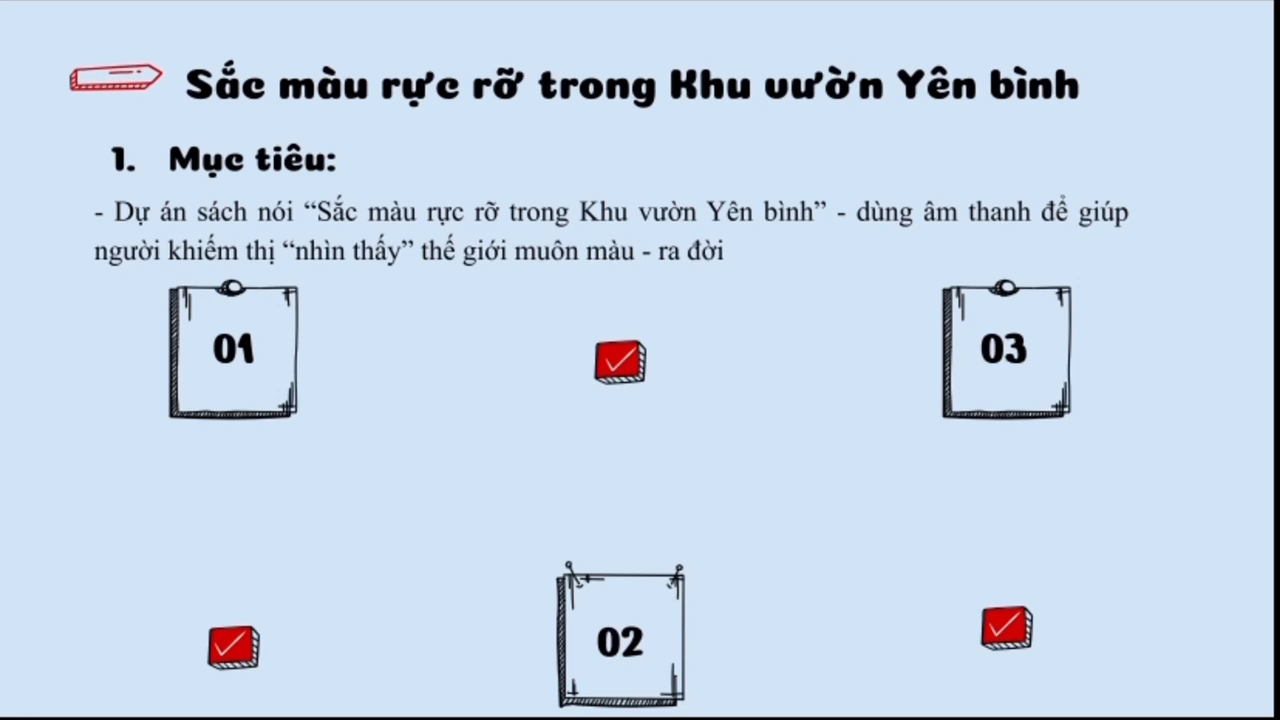 Sắc màu rực rỡ trong Khu vườn Yên bình
1. Mục tiêu:
- Dự án sách nói “Sắc màu rực rỡ trong Khu vườn Yên bình” - dùng âm thanh để giúp
người khiếm thị “nhìn thấy” thế giới muôn màu - ra đời
01
03
02